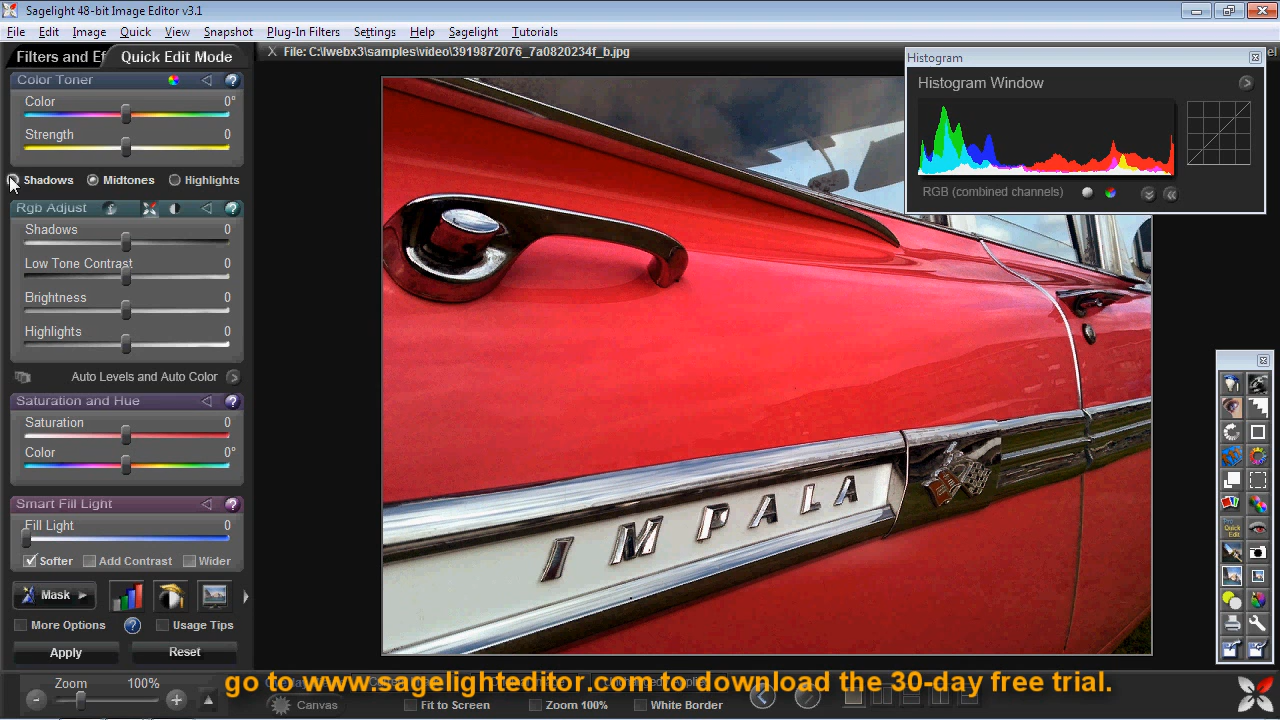 Sagelight 48-bit Image Editor v3.1
File Edit Image Quick View Snapshot Plug-In Filters Settings Help Sagelight Tutorials
Filters and Ef Quick Edit Mode
X File: C:\lwebx3\samples\video\3919872076_7a0820234f_b.jpg
Histogram
Histogram Window
RGB (combined channels)
Color Toner
Color 0°
Strength 0
Shadows Midtones Highlights
Rgb Adjust
Shadows 0
Low Tone Contrast 0
Brightness 0
Highlights 0
Auto Levels and Auto Color
Saturation and Hue
Saturation 0
Color 0°
Smart Fill Light
Fill Light 0
Softer Add Contrast Wider
Mask
More Options Usage Tips
Apply Reset
IMPALA
Quick
Edit
go to www.sagelighteditor.com to download the 30-day free trial.
Zoom 100%
Canvas Fit to Screen Zoom 100% White Border